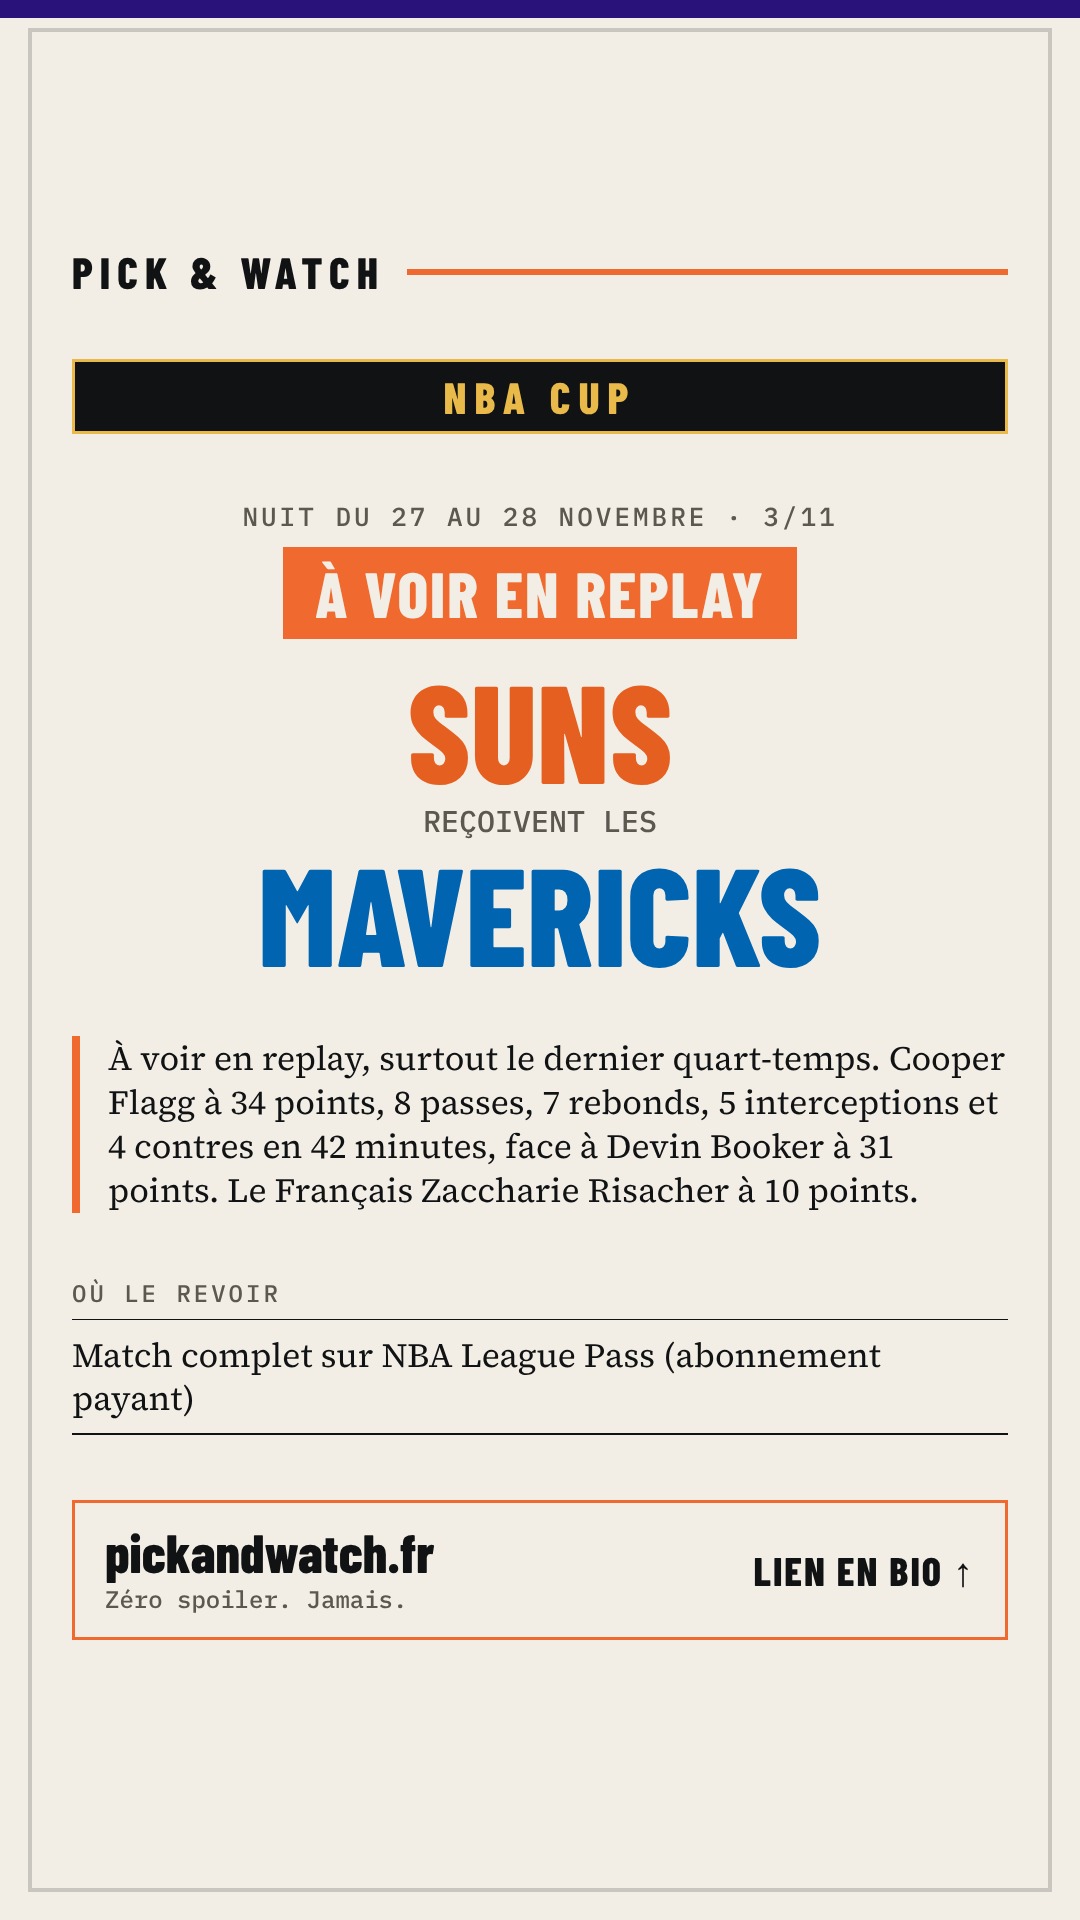 PICK & WATCH
NBA CUP
NUIT DU 27 AU 28 NOVEMBRE · 3/11
À VOIR EN REPLAY
SUNS
REÇOIVENT LES
MAVERICKS
À voir en replay, surtout le dernier quart-temps. Cooper
Flagg à 34 points, 8 passes, 7 rebonds, 5 interceptions et
4 contres en 42 minutes, face à Devin Booker à 31
points. Le Français Zaccharie Risacher à 10 points.
OÙ LE REVOIR
Match complet sur NBA League Pass (abonnement
payant)
pickandwatch.fr
Zéro spoiler. Jamais.
LIEN EN BIO ↑